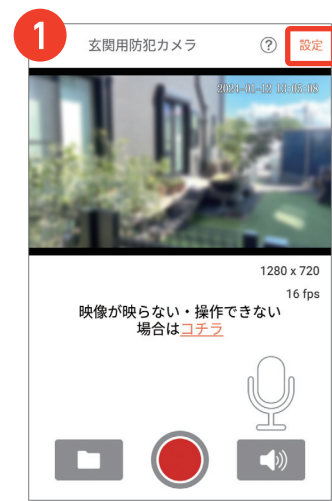 1
玄関用防犯カメラ ? 設定
2024-01-12 13:05:08
1280 x 720
16 fps
映像が映らない・操作できない
場合はコチラ